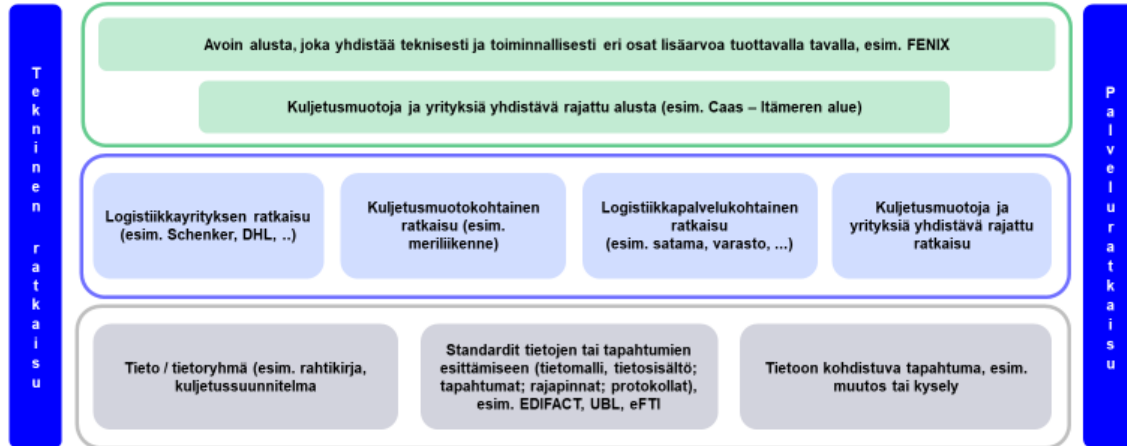 Tekninen ratkaisu
Avoin alusta, joka yhdistää teknisesti ja toiminnallisesti eri osat lisäarvoa tuottavalla tavalla, esim. FENIX
Kuljetusmuotoja ja yrityksiä yhdistävä rajattu alusta (esim. Caas – Itämeren alue)
Logistiikkayrityksen ratkaisu
(esim. Schenker, DHL, ..)
Kuljetusmuotokohtainen
ratkaisu (esim.
meriliikenne)
Logistiikkapalvelukohtainen
ratkaisu
(esim. satama, varasto, ...)
Kuljetusmuotoja ja
yrityksiä yhdistävä rajattu
ratkaisu
Tieto / tietoryhmä (esim. rahtikirja,
kuljetussuunnitelma
Standardit tietojen tai tapahtumien
esittämiseen (tietomalli, tietosisältö;
tapahtumat; rajapinnat; protokollat),
esim. EDIFACT, UBL, eFTI
Tietoon kohdistuva tapahtuma, esim.
muutos tai kysely
Palveluratkaisu